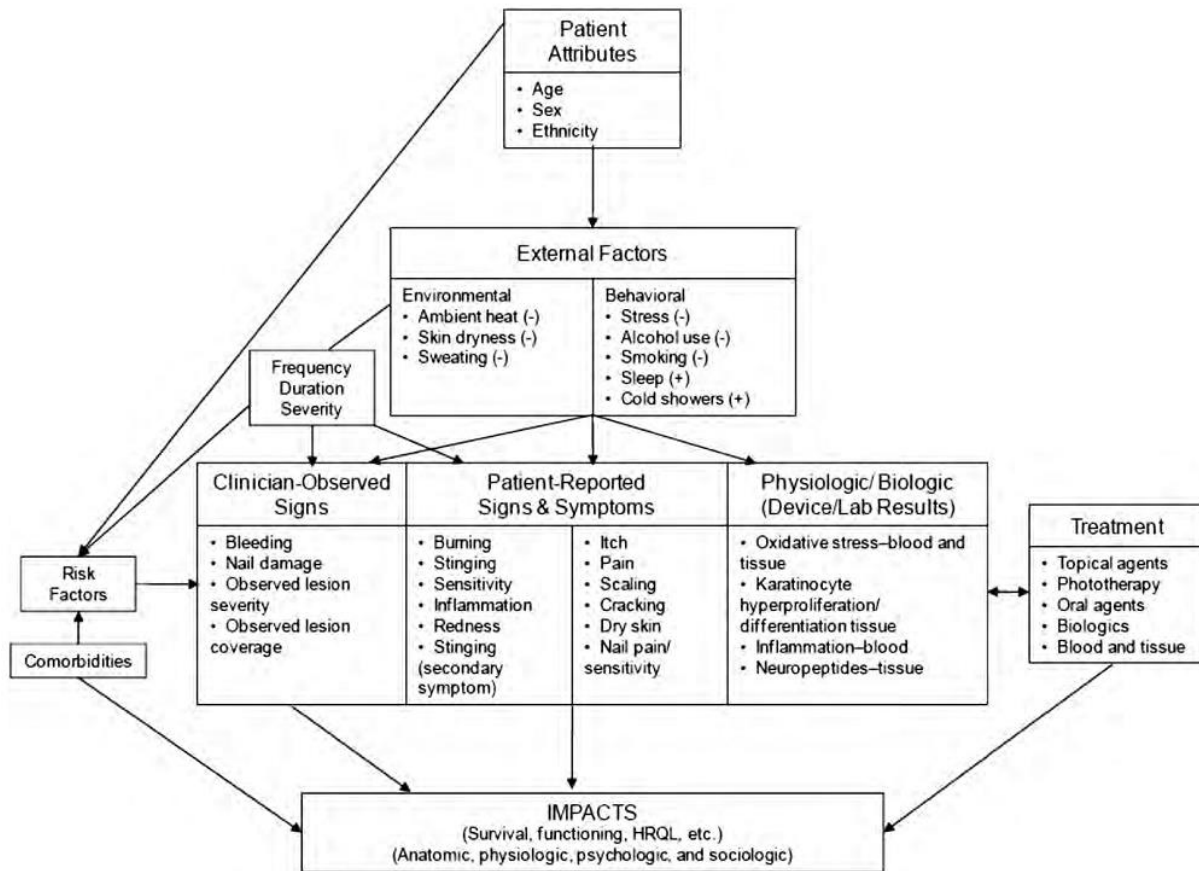 Patient
Attributes
• Age
• Sex
• Ethnicity
External Factors
Environmental
• Ambient heat (-)
• Skin dryness (-)
• Sweating (-)
Behavioral
• Stress (-)
• Alcohol use (-)
• Smoking (-)
• Sleep (+)
• Cold showers (+)
Frequency
Duration
Severity
Clinician-Observed
Signs
• Bleeding
• Nail damage
• Observed lesion
severity
• Observed lesion
coverage
Patient-Reported
Signs & Symptoms
• Burning
• Stinging
• Sensitivity
• Inflammation
• Redness
• Stinging
(secondary
symptom)
• Itch
• Pain
• Scaling
• Cracking
• Dry skin
• Nail pain/
sensitivity
Physiologic/ Biologic
(Device/Lab Results)
• Oxidative stress–blood and
tissue
• Karatinocyte
hyperproliferation/
differentiation tissue
• Inflammation–blood
• Neuropeptides–tissue
Treatment
• Topical agents
• Phototherapy
• Oral agents
• Biologics
• Blood and tissue
Risk
Factors
Comorbidities
IMPACTS
(Survival, functioning, HRQL, etc.)
(Anatomic, physiologic, psychologic, and sociologic)